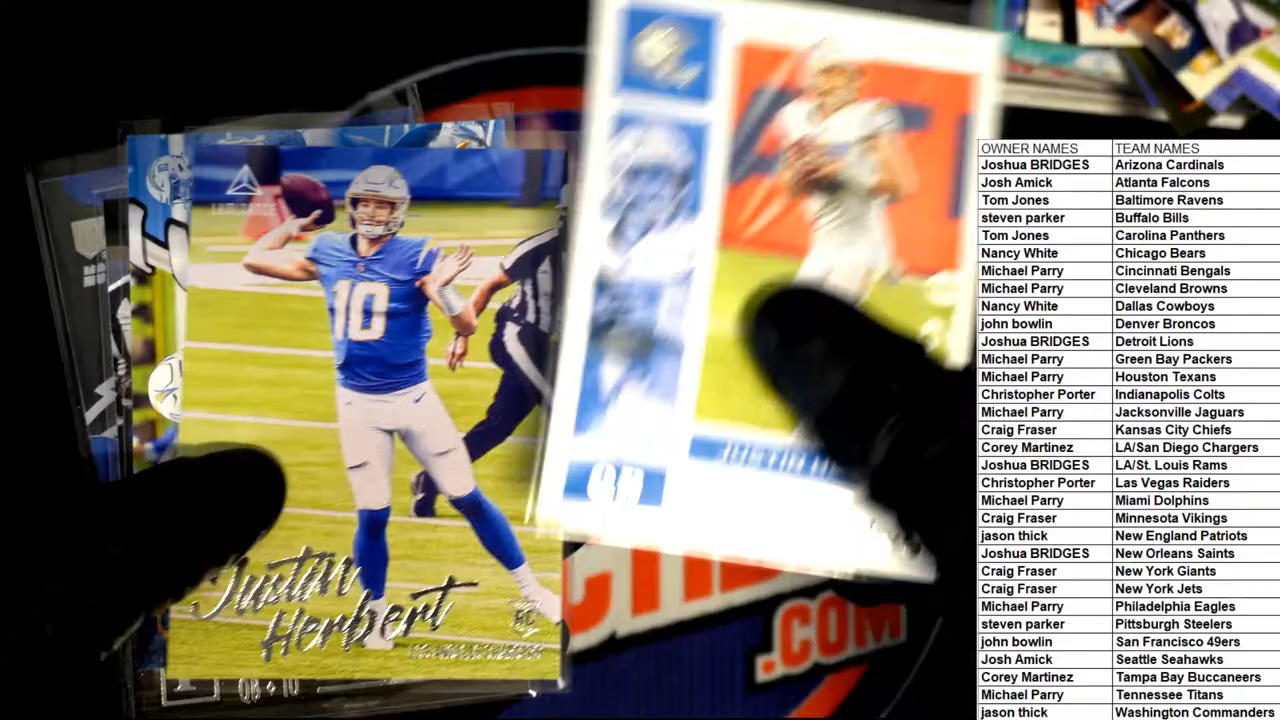 OWNER NAMES TEAM NAMES
Joshua BRIDGES Arizona Cardinals
Josh Amick Atlanta Falcons
Tom Jones Baltimore Ravens
steven parker Buffalo Bills
Tom Jones Carolina Panthers
Nancy White Chicago Bears
Michael Parry Cincinnati Bengals
Michael Parry Cleveland Browns
Nancy White Dallas Cowboys
john bowlin Denver Broncos
Joshua BRIDGES Detroit Lions
Michael Parry Green Bay Packers
Michael Parry Houston Texans
Christopher Porter Indianapolis Colts
Michael Parry Jacksonville Jaguars
Craig Fraser Kansas City Chiefs
Corey Martinez LA/San Diego Chargers
Joshua BRIDGES LA/St. Louis Rams
Christopher Porter Las Vegas Raiders
Michael Parry Miami Dolphins
Craig Fraser Minnesota Vikings
jason thick New England Patriots
Joshua BRIDGES New Orleans Saints
Craig Fraser New York Giants
Craig Fraser New York Jets
Michael Parry Philadelphia Eagles
steven parker Pittsburgh Steelers
john bowlin San Francisco 49ers
Josh Amick Seattle Seahawks
Corey Martinez Tampa Bay Buccaneers
Michael Parry Tennessee Titans
jason thick Washington Commanders
10
Justin
Herbert
RC
LOS ANGELES CHARGERS
QB • 10
QB
JUSTIN
.COM